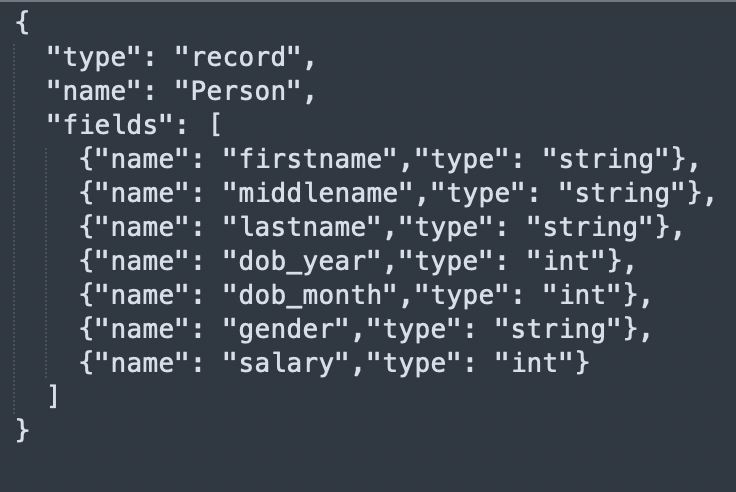 {
  "type": "record",
  "name": "Person",
  "fields": [
    {"name": "firstname","type": "string"},
    {"name": "middlename","type": "string"},
    {"name": "lastname","type": "string"},
    {"name": "dob_year","type": "int"},
    {"name": "dob_month","type": "int"},
    {"name": "gender","type": "string"},
    {"name": "salary","type": "int"}
  ]
}